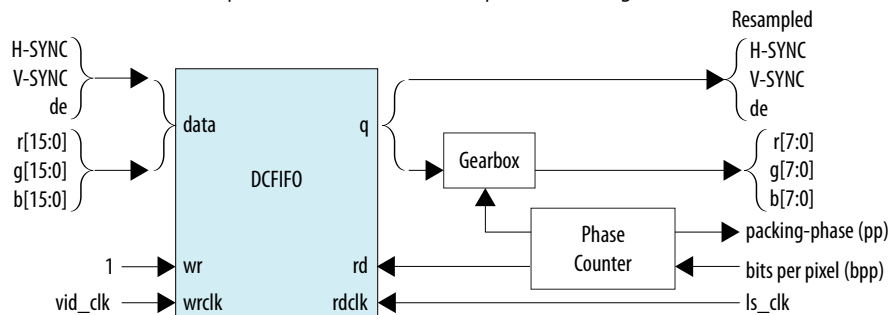 Resampled
H-SYNC
V-SYNC
de
r[15:0]
g[15:0]
b[15:0]
data
q
DCFIFO
Gearbox
H-SYNC
V-SYNC
de
r[7:0]
g[7:0]
b[7:0]
Phase
Counter
packing-phase (pp)
bits per pixel (bpp)
1
wr
rd
vid_clk
wrclk
rdclk
ls_clk